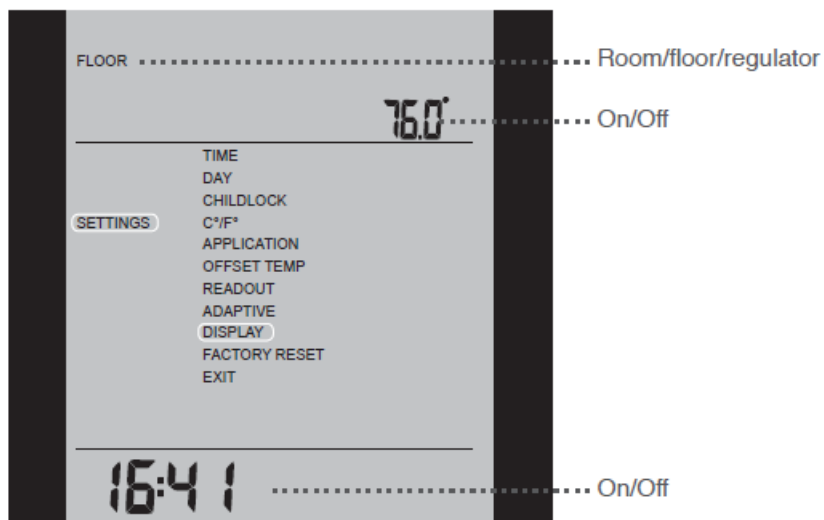 FLOOR Room/floor/regulator
76.0° On/Off
TIME
DAY
CHILDLOCK
SETTINGS C°/F°
APPLICATION
OFFSET TEMP
READOUT
ADAPTIVE
DISPLAY
FACTORY RESET
EXIT
16:41 On/Off